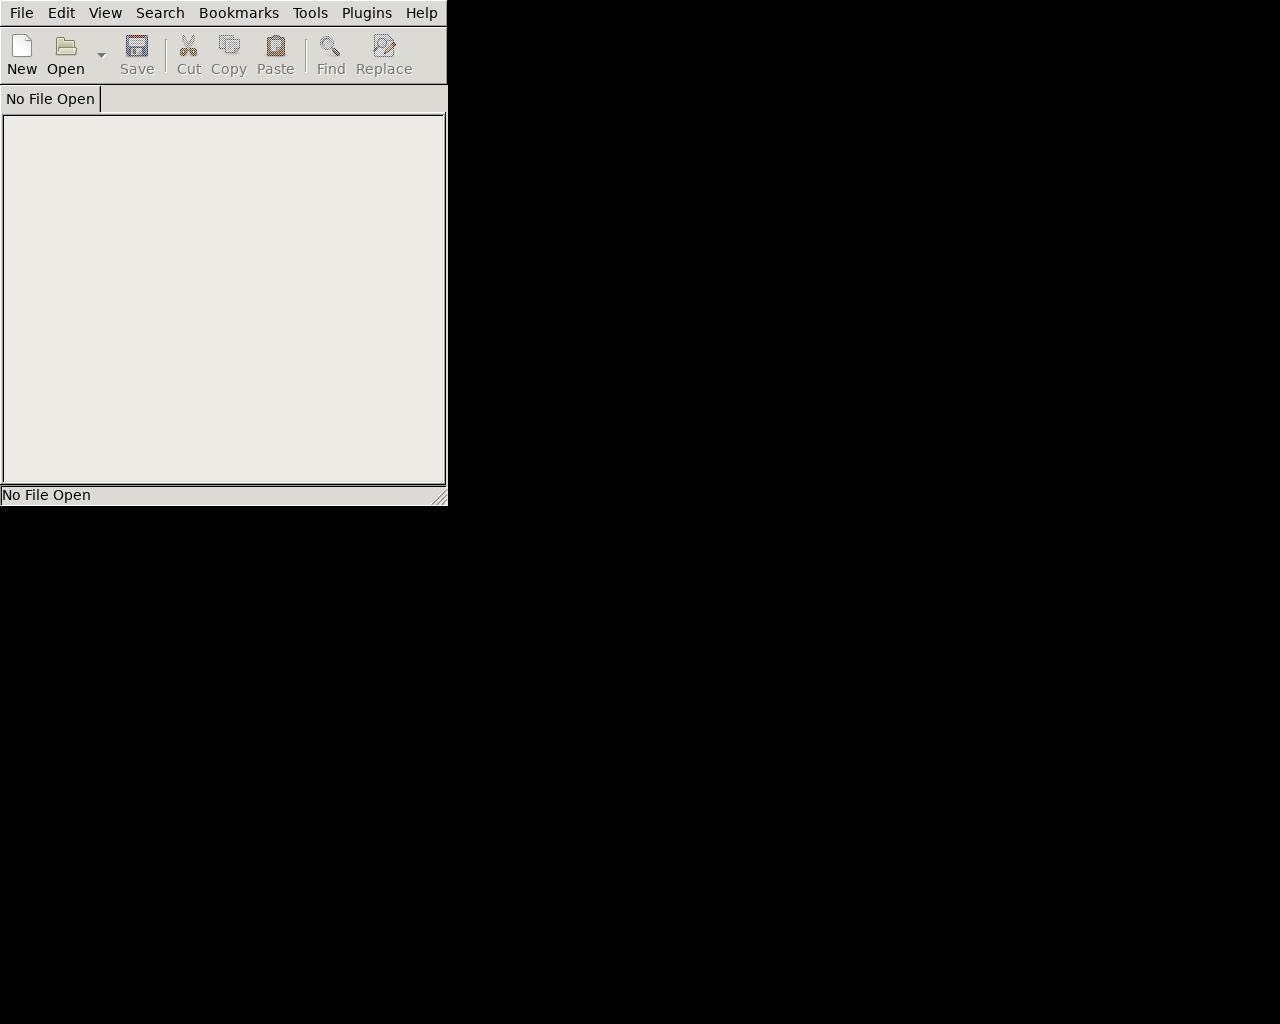 File Edit View Search Bookmarks Tools Plugins Help
New Open Save Cut Copy Paste Find Replace
No File Open
No File Open